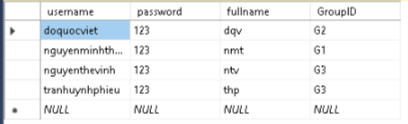 username password fullname GroupID
doquocviet 123 dqv G2
nguyenminhth... 123 nmt G1
nguyenthevinh 123 ntv G3
tranhuynhphieu 123 thp G3
NULL NULL NULL NULL